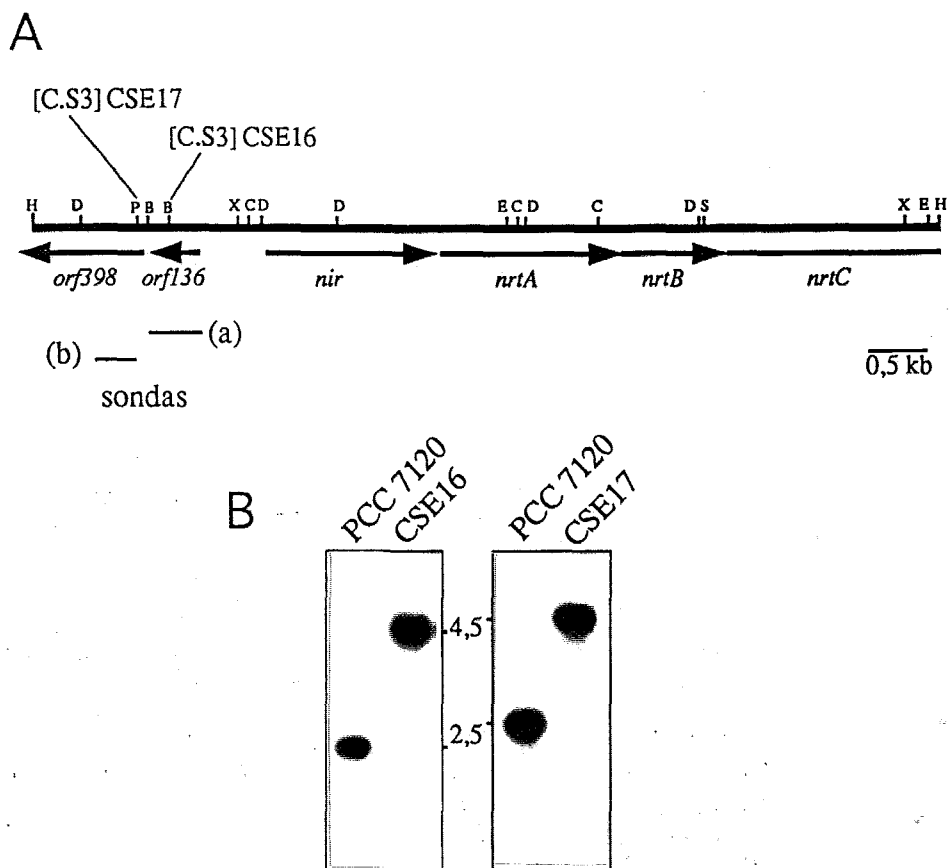 A
[C.S3] CSE17
[C.S3] CSE16
H D P B B X C D D E C D C D S X E H
orf398 orf136 nir nrtA nrtB nrtC
(a)
(b)
sondas
0,5 kb
B
PCC 7120
CSE16
PCC 7120
CSE17
4,5
2,5